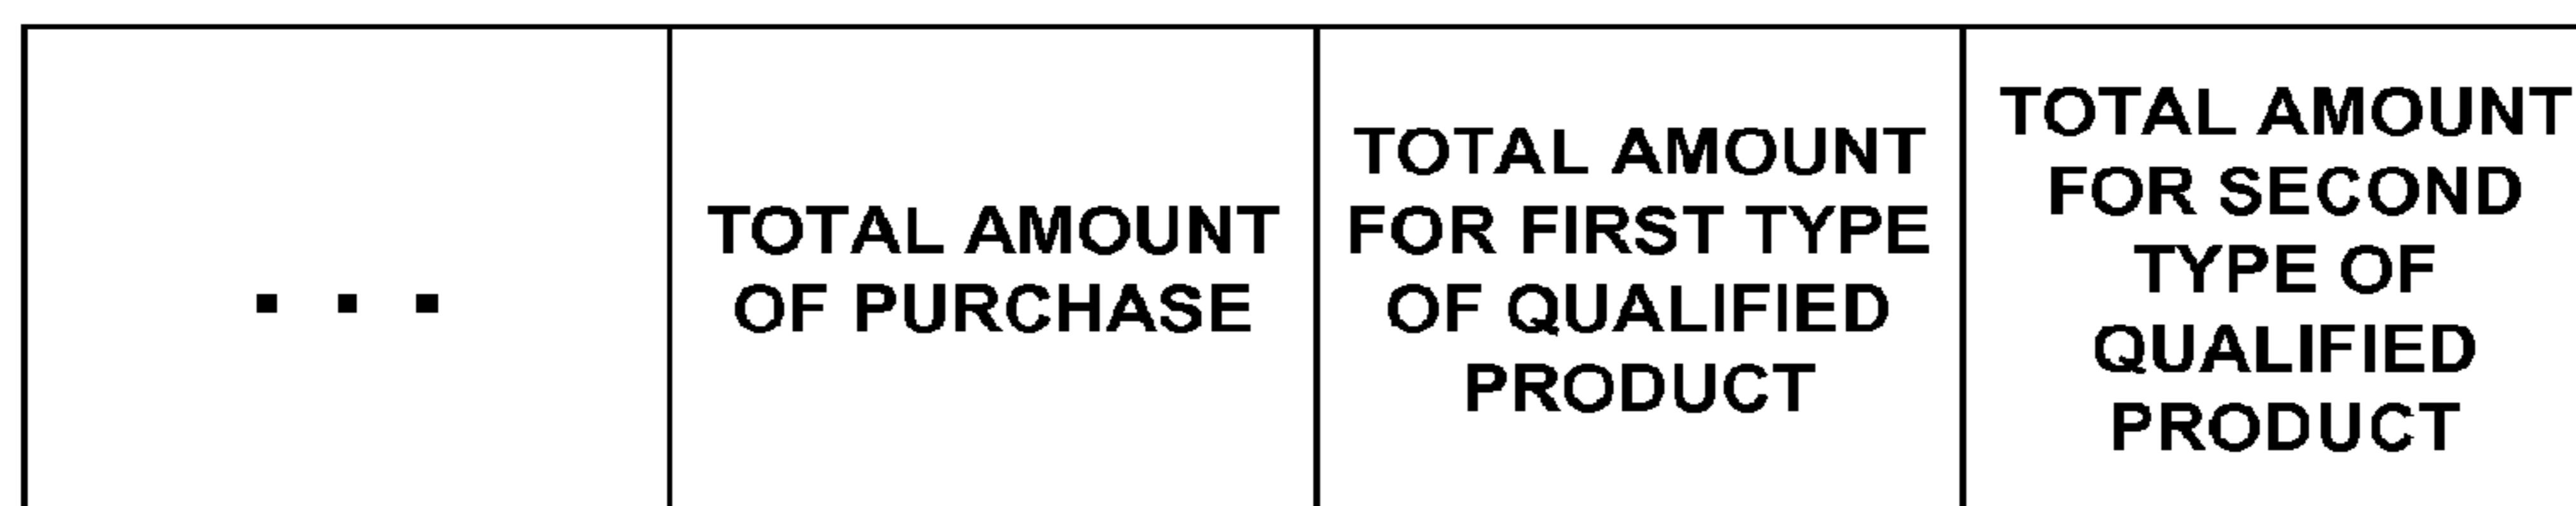 . . .
TOTAL AMOUNT
OF PURCHASE
TOTAL AMOUNT
FOR FIRST TYPE
OF QUALIFIED
PRODUCT
TOTAL AMOUNT
FOR SECOND
TYPE OF
QUALIFIED
PRODUCT